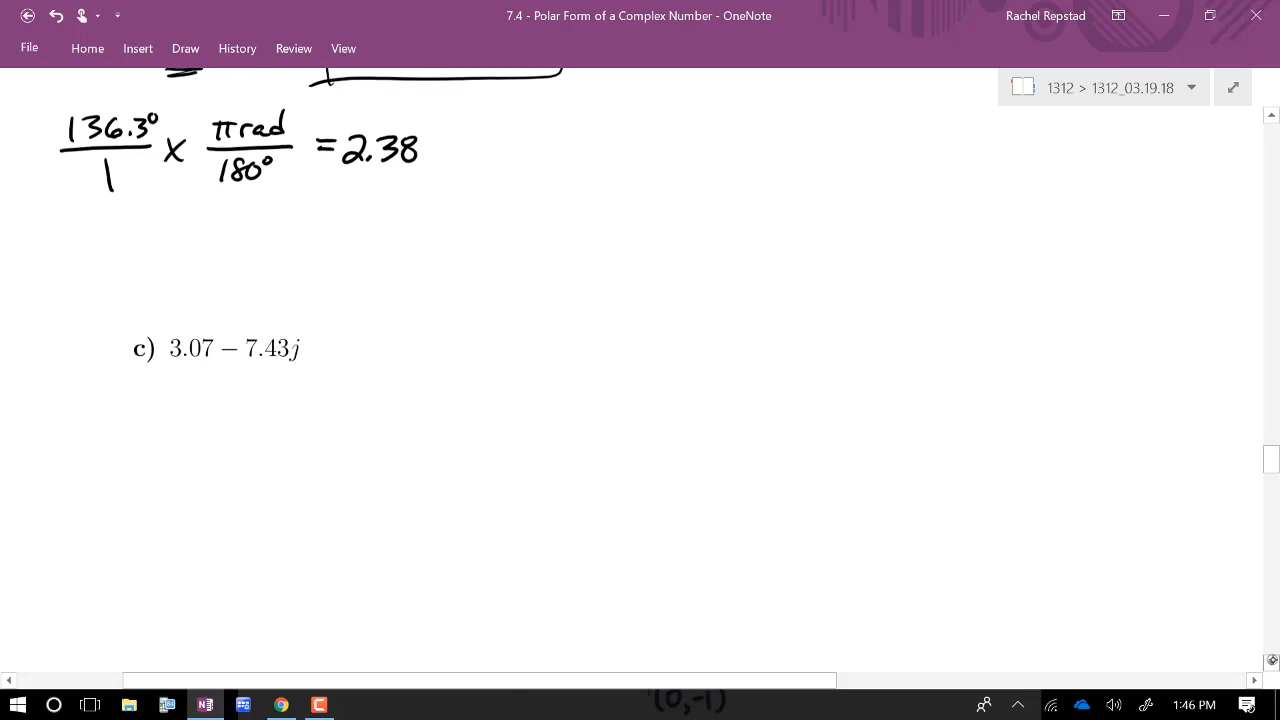 7.4 - Polar Form of a Complex Number - OneNote
Rachel Repstad
File Home Insert Draw History Review View
1312 > 1312_03.19.18
136.3° / 1 × π rad / 180° = 2.38
c) 3.07 − 7.43j
(0,-1)
1:46 PM